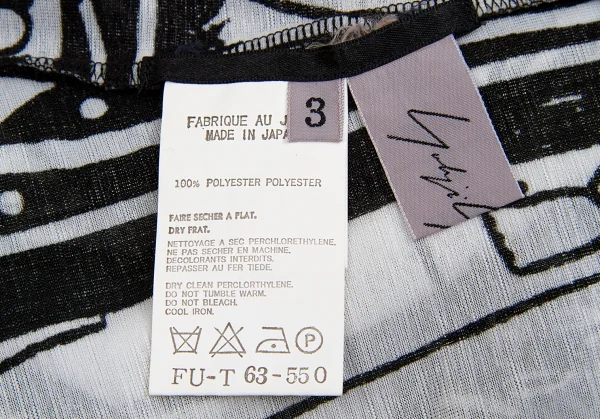 FABRIQUE AU J
MADE IN JAPA
3
100% POLYESTER POLYESTER
FAIRE SECHER A FLAT.
DRY FRAT.
NETTOYAGE A SEC PERCHLORETHYLENE.
NE PAS SECHER EN MACHINE.
DECOLORANTS INTERDITS.
REPASSER AU FER TIEDE.
DRY CLEAN PERCLORTHYLENE.
DO NOT TUMBLE WARM.
DO NOT BLEACH.
COOL IRON.
P
FU-T 63-550